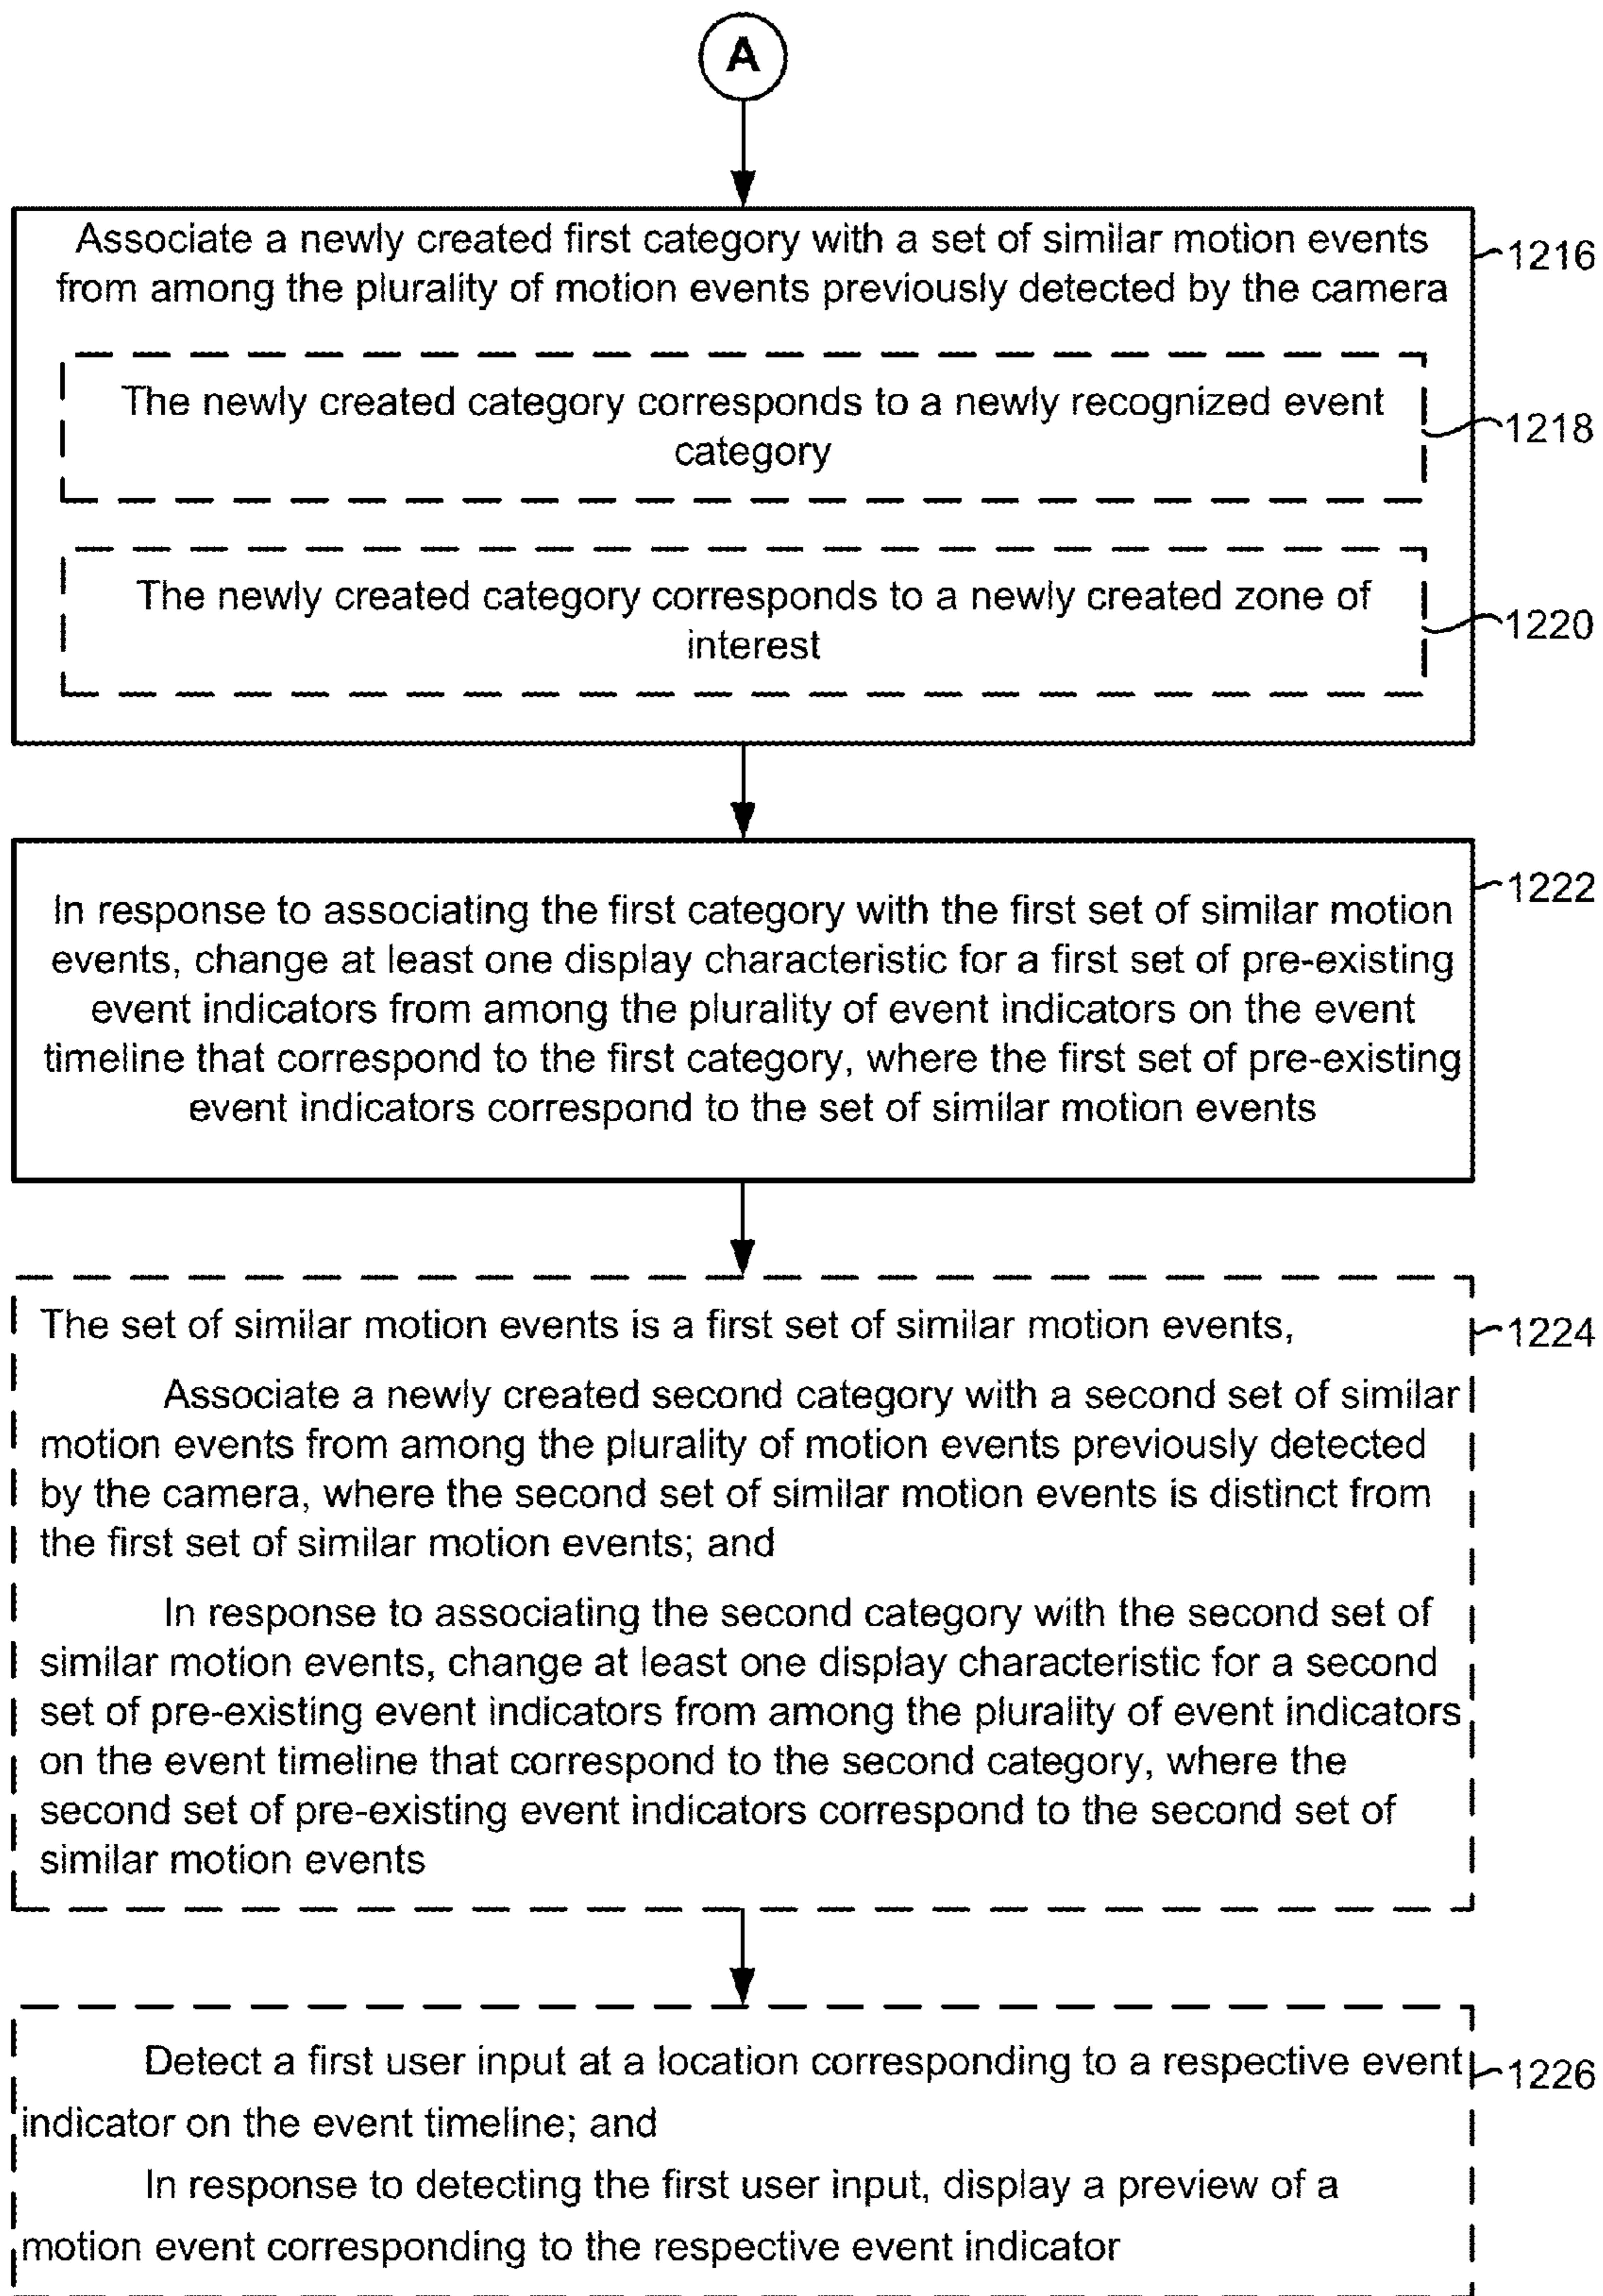 A
Associate a newly created first category with a set of similar motion events
from among the plurality of motion events previously detected by the camera
1216
The newly created category corresponds to a newly recognized event
category
1218
The newly created category corresponds to a newly created zone of
interest
1220
In response to associating the first category with the first set of similar motion
events, change at least one display characteristic for a first set of pre-existing
event indicators from among the plurality of event indicators on the event
timeline that correspond to the first category, where the first set of pre-existing
event indicators correspond to the set of similar motion events
1222
The set of similar motion events is a first set of similar motion events,
Associate a newly created second category with a second set of similar
motion events from among the plurality of motion events previously detected
by the camera, where the second set of similar motion events is distinct from
the first set of similar motion events; and
In response to associating the second category with the second set of
similar motion events, change at least one display characteristic for a second
set of pre-existing event indicators from among the plurality of event indicators
on the event timeline that correspond to the second category, where the
second set of pre-existing event indicators correspond to the second set of
similar motion events
1224
Detect a first user input at a location corresponding to a respective event
indicator on the event timeline; and
In response to detecting the first user input, display a preview of a
motion event corresponding to the respective event indicator
1226